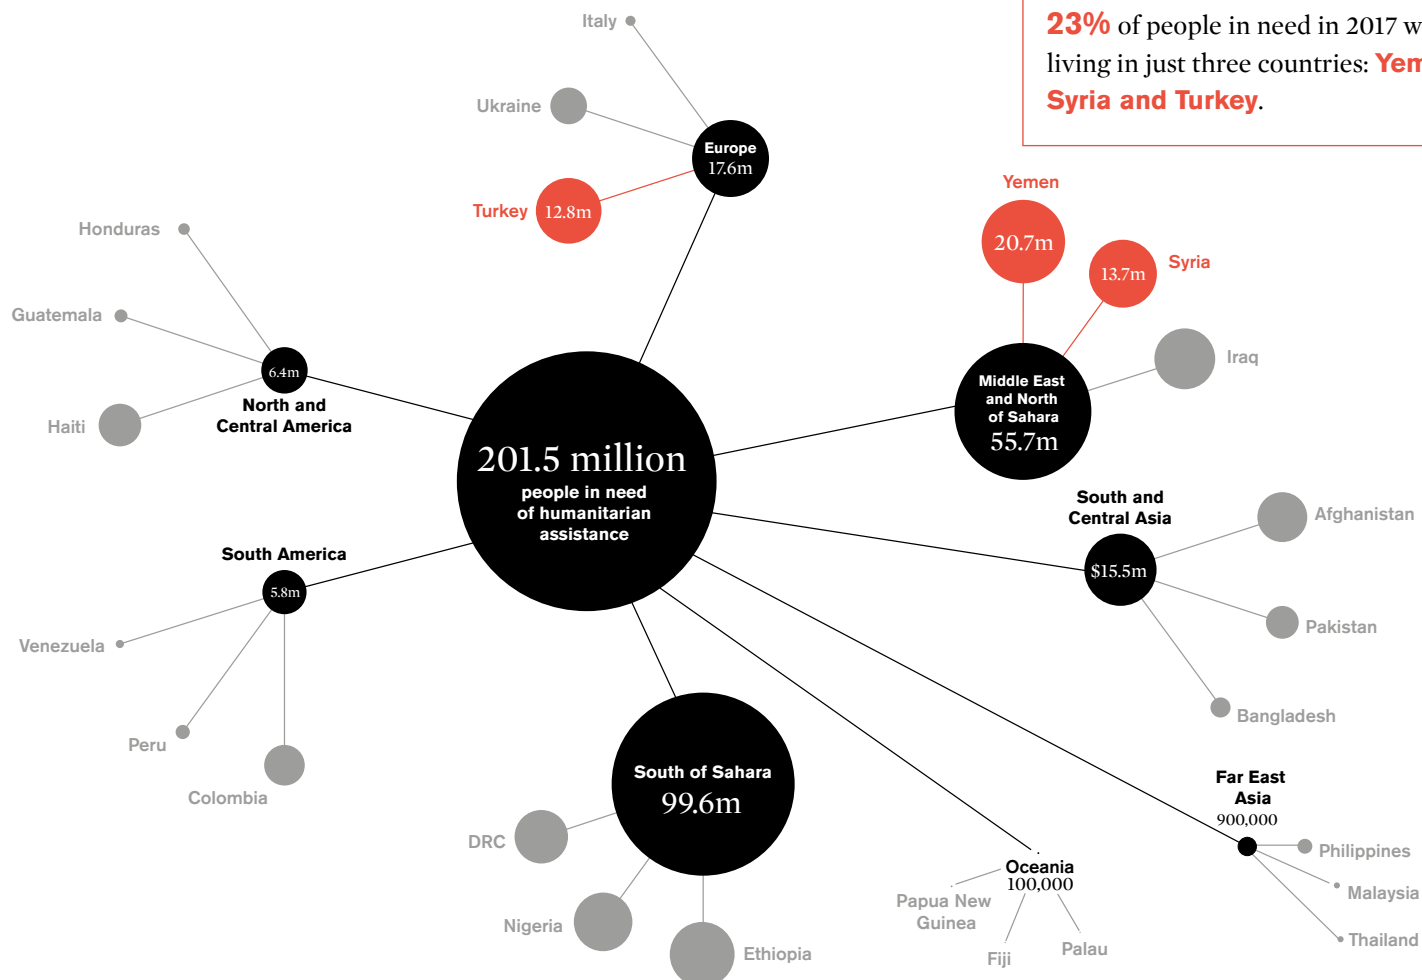 23% of people in need in 2017 w
living in just three countries:
Syria and Turkey.
Italy
Ukraine
Europe
17.6m
Turkey
12.8m
Yemen
20.7m
Syria
13.7m
Iraq
Middle East
and North
of Sahara
55.7m
Honduras
Guatemala
Haiti
6.4m
North and
Central America
201.5 million
people in need
of humanitarian
assistance
South and
Central Asia
$15.5m
Afghanistan
Pakistan
Bangladesh
South America
5.8m
Venezuela
Peru
Colombia
South of Sahara
99.6m
DRC
Nigeria
Ethiopia
Oceania
100,000
Papua New
Guinea
Fiji
Palau
Far East
Asia
900,000
Philippines
Malaysia
Thailand